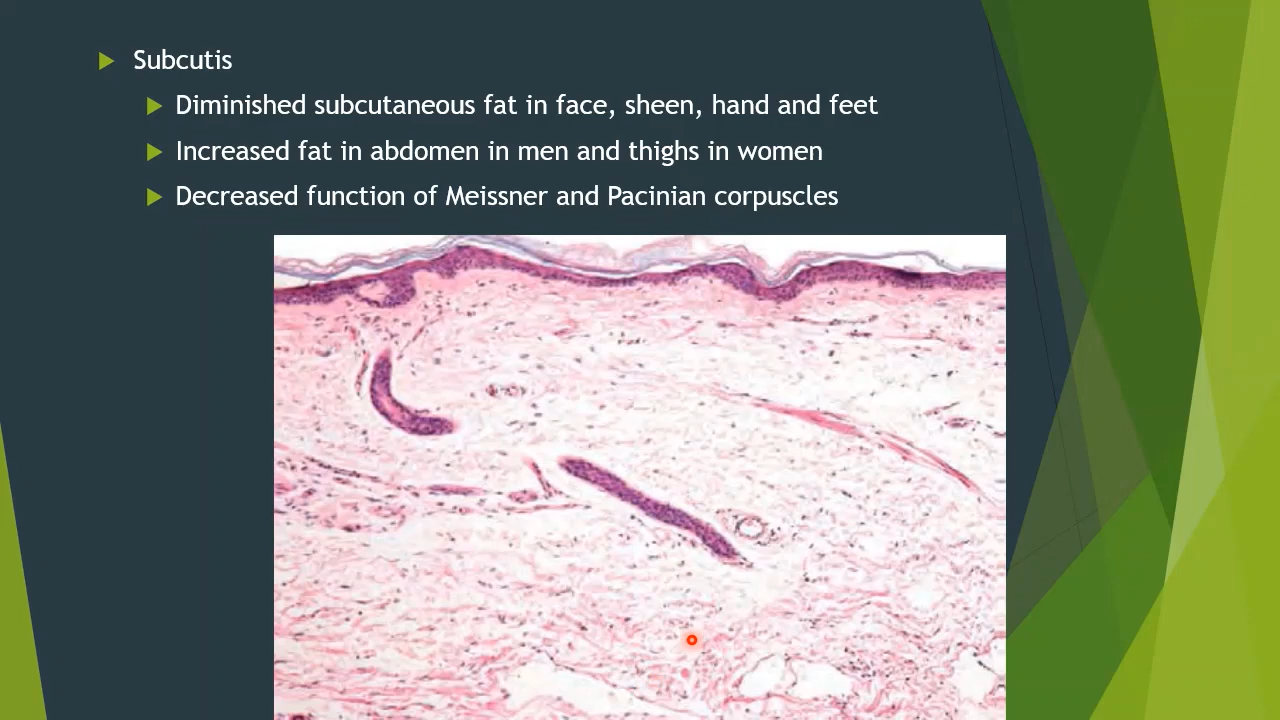 Subcutis
Diminished subcutaneous fat in face, sheen, hand and feet
Increased fat in abdomen in men and thighs in women
Decreased function of Meissner and Pacinian corpuscles